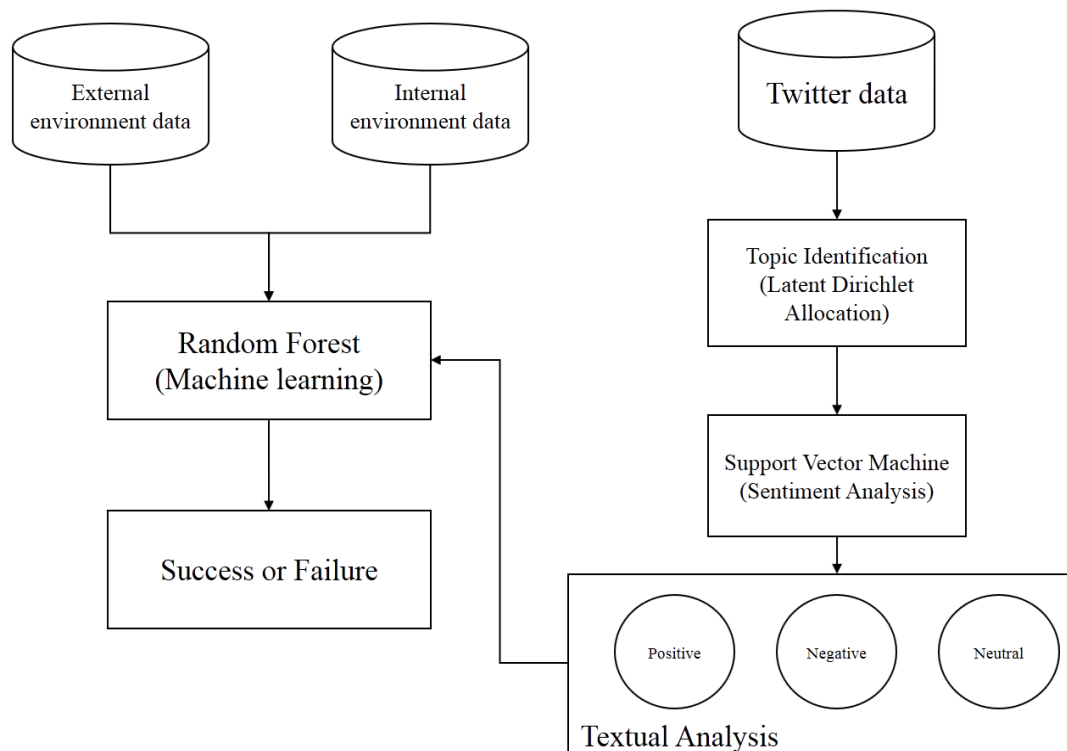 External
environment data
Internal
environment data
Twitter data
Topic Identification
(Latent Dirichlet
Allocation)
Random Forest
(Machine learning)
Support Vector Machine
(Sentiment Analysis)
Success or Failure
Positive
Negative
Neutral
Textual Analysis